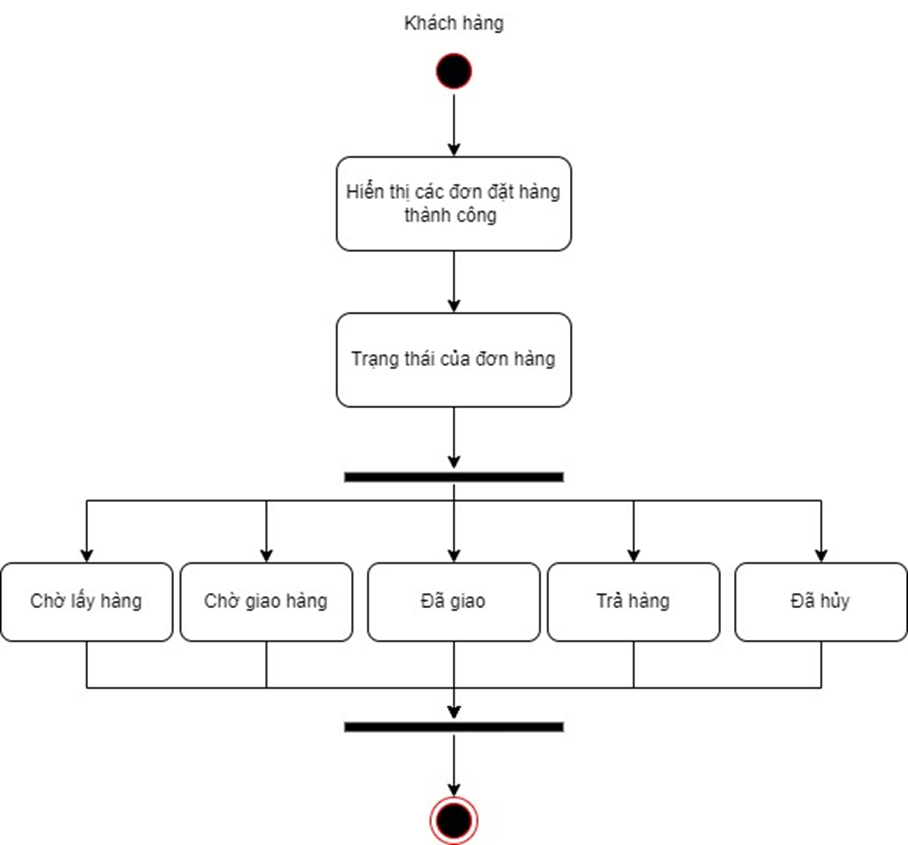 Khách hàng
Hiển thị các đơn đặt hàng
thành công
Trạng thái của đơn hàng
Chờ lấy hàng
Chờ giao hàng
Đã giao
Trả hàng
Đã hủy